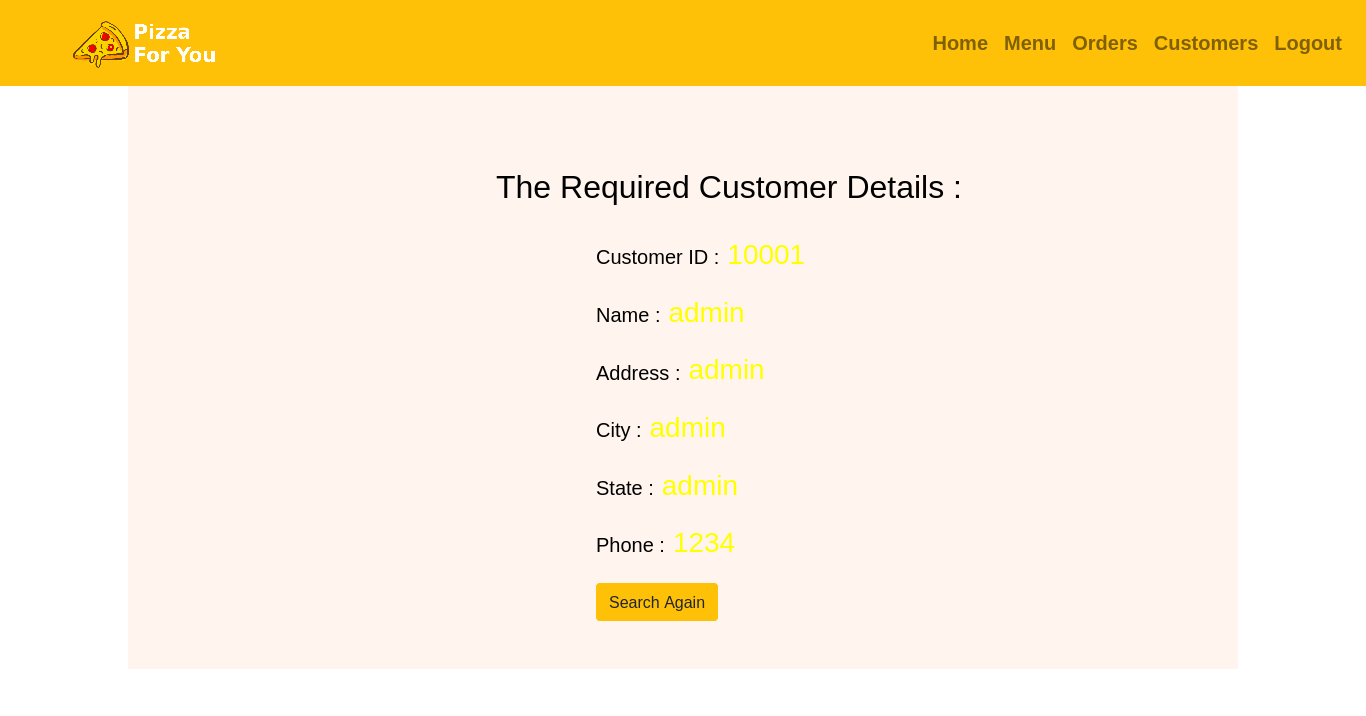 Pizza
For You
Home Menu Orders Customers Logout
The Required Customer Details :
Customer ID : 10001
Name : admin
Address : admin
City : admin
State : admin
Phone : 1234
Search Again